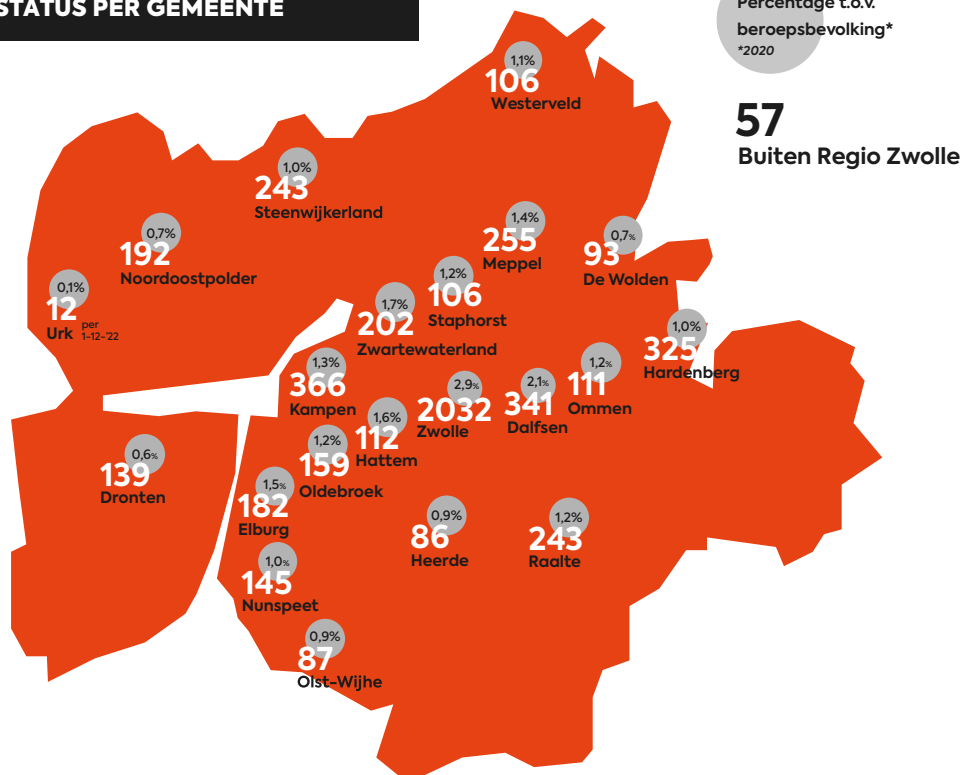 STATUS PER GEMEENTE
Percentage t.o.v.
beroepsbevolking*
*2020
57
Buiten Regio Zwolle
1,1%
106
Westerveld
1,0%
243
Steenwijkerland
0,7%
192
Noordoostpolder
0,1%
12
Urk per 1-12-'22
1,4%
255
Meppel
0,7%
93
De Wolden
1,2%
106
Staphorst
1,7%
202
Zwartewaterland
1,0%
325
Hardenberg
1,3%
366
Kampen
2,9%
2032
Zwolle
2,1%
341
Dalfsen
1,2%
111
Ommen
1,6%
112
Hattem
1,2%
159
Oldebroek
0,6%
139
Dronten
1,5%
182
Elburg
0,9%
86
Heerde
1,2%
243
Raalte
1,0%
145
Nunspeet
0,9%
87
Olst-Wijhe